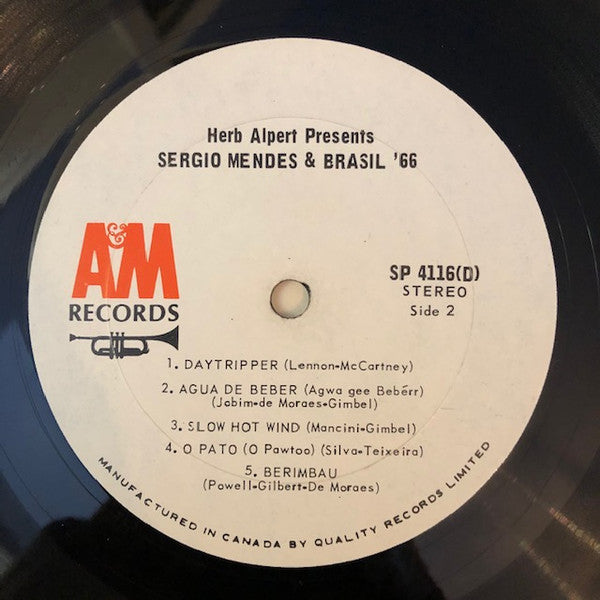 Herb Alpert Presents
SERGIO MENDES & BRASIL '66
A&M
RECORDS
SP 4116(D)
STEREO
Side 2
1. DAYTRIPPER (Lennon-McCartney)
2. AGUA DE BEBER (Agwa gee Bebérr)
(Jobim-de Moraes-Gimbel)
3. SLOW HOT WIND (Mancini-Gimbel)
4. O PATO (O Pawtoo) (Silva-Teixeira)
5. BERIMBAU
(Powell-Gilbert-De Moraes)
MANUFACTURED IN CANADA BY QUALITY RECORDS LIMITED